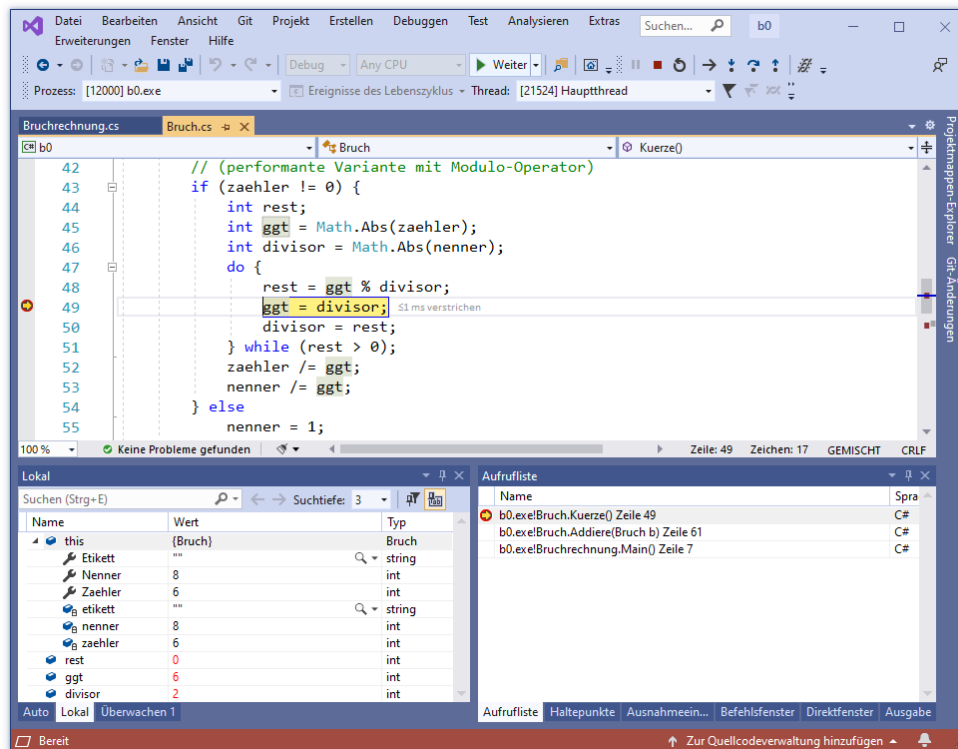 Datei Bearbeiten Ansicht Git Projekt Erstellen Debuggen Test Analysieren Extras Suchen... b0
Erweiterungen Fenster Hilfe
Debug Any CPU Weiter
Prozess: [12000] b0.exe Ereignisse des Lebenszyklus Thread: [21524] Hauptthread
Bruchrechnung.cs Bruch.cs
C# b0 Bruch Kuerze()
42 // (performante Variante mit Modulo-Operator)
43 if (zaehler != 0) {
44 int rest;
45 int ggt = Math.Abs(zaehler);
46 int divisor = Math.Abs(nenner);
47 do {
48 rest = ggt % divisor;
49 ggt = divisor; ≤1 ms verstrichen
50 divisor = rest;
51 } while (rest > 0);
52 zaehler /= ggt;
53 nenner /= ggt;
54 } else
55 nenner = 1;
100 % Keine Probleme gefunden Zeile: 49 Zeichen: 17 GEMISCHT CRLF
Projektmappen-Explorer
Git-Änderungen
Lokal
Suchen (Strg+E) Suchtiefe: 3
Name Wert Typ
this {Bruch} Bruch
Etikett "" string
Nenner 8 int
Zaehler 6 int
etikett "" string
nenner 8 int
zaehler 6 int
rest 0 int
ggt 6 int
divisor 2 int
Auto Lokal Überwachen 1
Aufrufliste
Name Spra
b0.exe!Bruch.Kuerze() Zeile 49 C#
b0.exe!Bruch.Addiere(Bruch b) Zeile 61 C#
b0.exe!Bruchrechnung.Main() Zeile 7 C#
Aufrufliste Haltepunkte Ausnahmeein... Befehlsfenster Direktfenster Ausgabe
Bereit Zur Quellcodeverwaltung hinzufügen